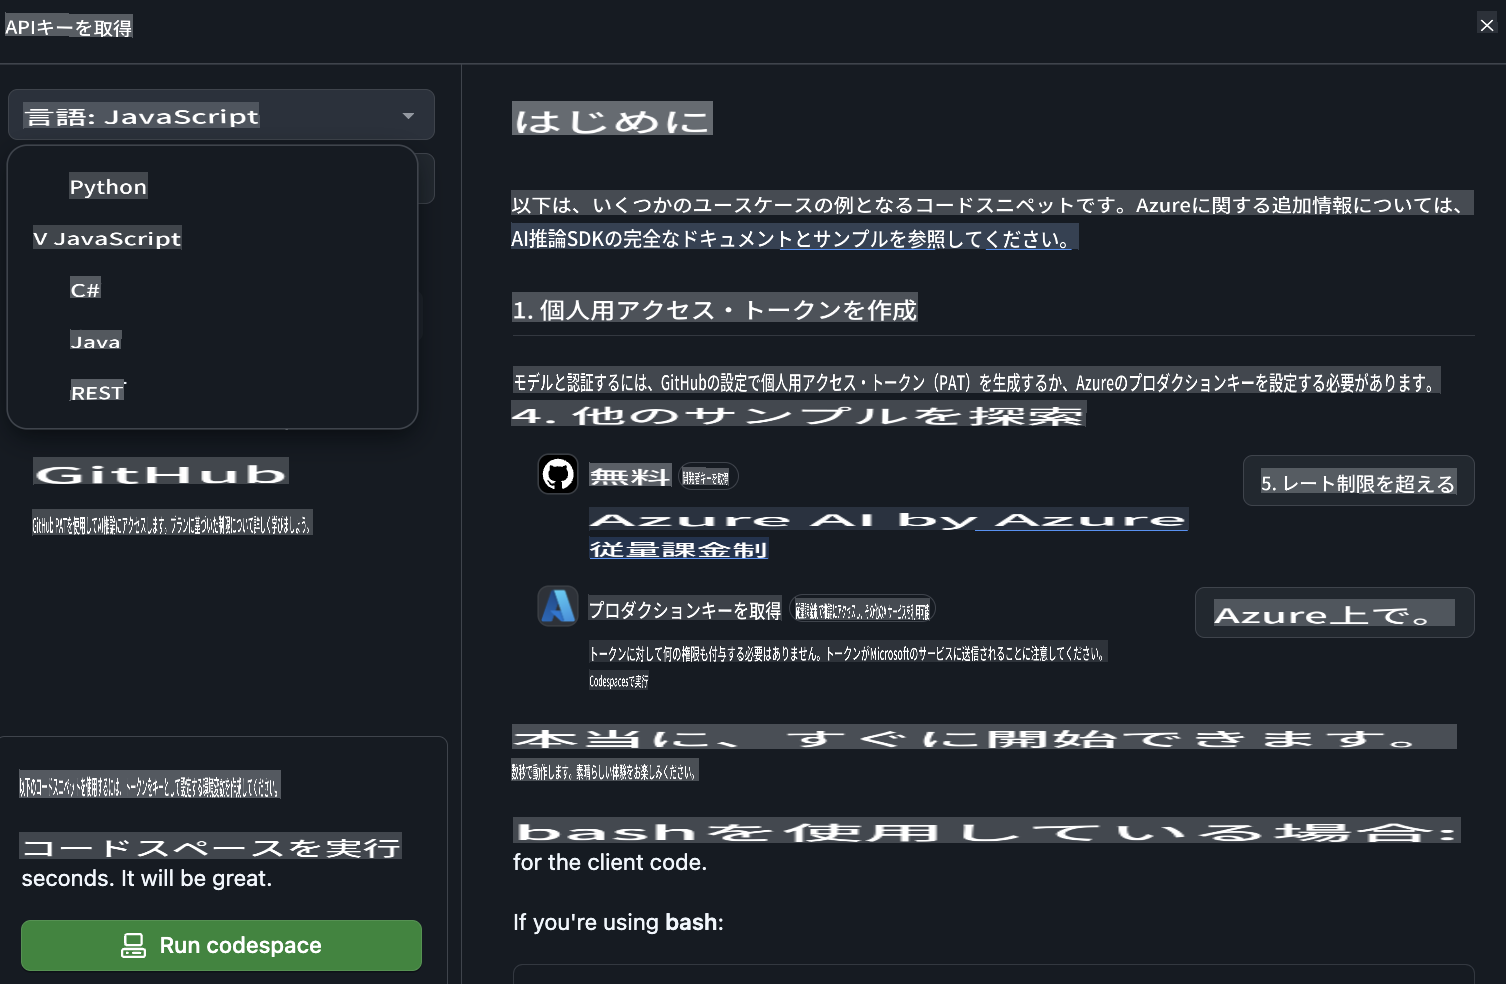 APIキーを取得
言語: JavaScript
Python
V JavaScript
C#
Java
REST
GitHub
GitHub PATを使用してAI推論にアクセスします。プランに基づいた制限について詳しく学びましょう。
以下のコードスニペットを使用するには、トークンをキーとして設定する環境変数を作成してください。
コードスペースを実行
seconds. It will be great.
Run codespace
はじめに
以下は、いくつかのユースケースの例となるコードスニペットです。Azureに関する追加情報については、
AI推論SDKの完全なドキュメントとサンプルを参照してください。
1. 個人用アクセス・トークンを作成
モデルと認証するには、GitHubの設定で個人用アクセス・トークン（PAT）を生成するか、Azureのプロダクションキーを設定する必要があります。
4. 他のサンプルを探索
無料 開発者キーを取得
5. レート制限を超える
Azure AI by Azure
従量課金制
プロダクションキーを取得
Azure上で。
トークンに対して何の権限も付与する必要はありません。トークンがMicrosoftのサービスに送信されることに注意してください。
Codespacesで実行
本当に、すぐに開始できます。
数秒で動作します。素晴らしい体験をお楽しみください。
bashを使用している場合:
for the client code.
If you're using bash: